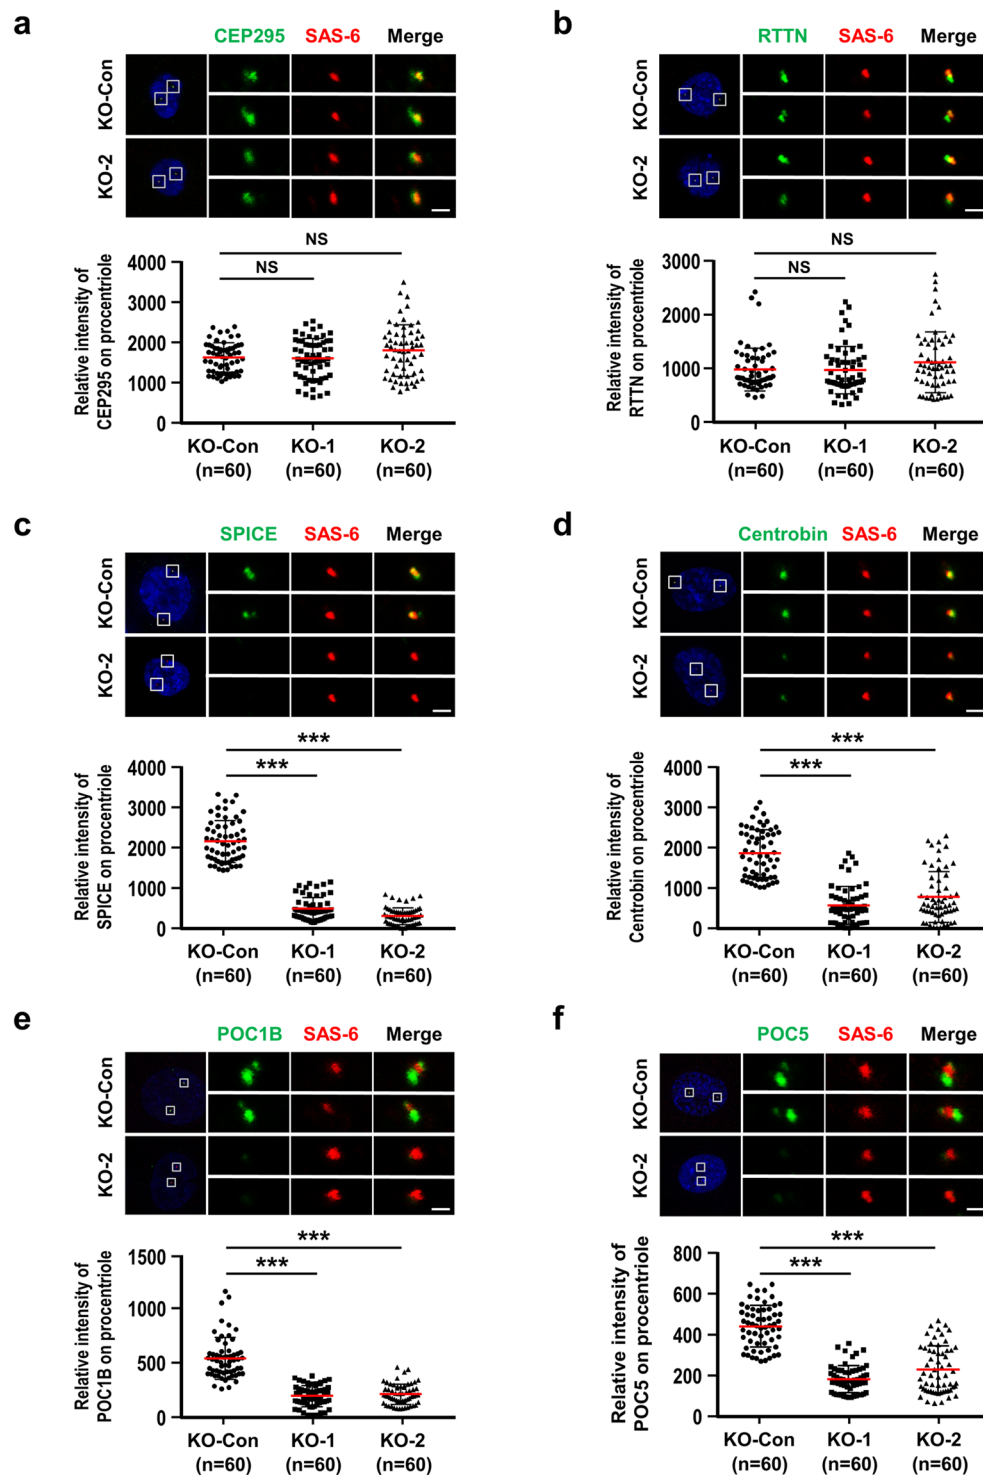 a
CEP295 SAS-6 Merge
KO-Con
KO-2
NS
NS
Relative intensity of
CEP295 on procentriole
4000
3000
2000
1000
0
KO-Con KO-1 KO-2
(n=60) (n=60) (n=60)
b
RTTN SAS-6 Merge
KO-Con
KO-2
NS
NS
Relative intensity of
RTTN on procentriole
3000
2000
1000
0
KO-Con KO-1 KO-2
(n=60) (n=60) (n=60)
c
SPICE SAS-6 Merge
KO-Con
KO-2
***
***
Relative intensity of
SPICE on procentriole
4000
3000
2000
1000
0
KO-Con KO-1 KO-2
(n=60) (n=60) (n=60)
d
Centrobin SAS-6 Merge
KO-Con
KO-2
***
***
Relative intensity of
Centrobin on procentriole
4000
3000
2000
1000
0
KO-Con KO-1 KO-2
(n=60) (n=60) (n=60)
e
POC1B SAS-6 Merge
KO-Con
KO-2
***
***
Relative intensity of
POC1B on procentriole
1500
1000
500
0
KO-Con KO-1 KO-2
(n=60) (n=60) (n=60)
f
POC5 SAS-6 Merge
KO-Con
KO-2
***
***
Relative intensity of
POC5 on procentriole
800
600
400
200
0
KO-Con KO-1 KO-2
(n=60) (n=60) (n=60)